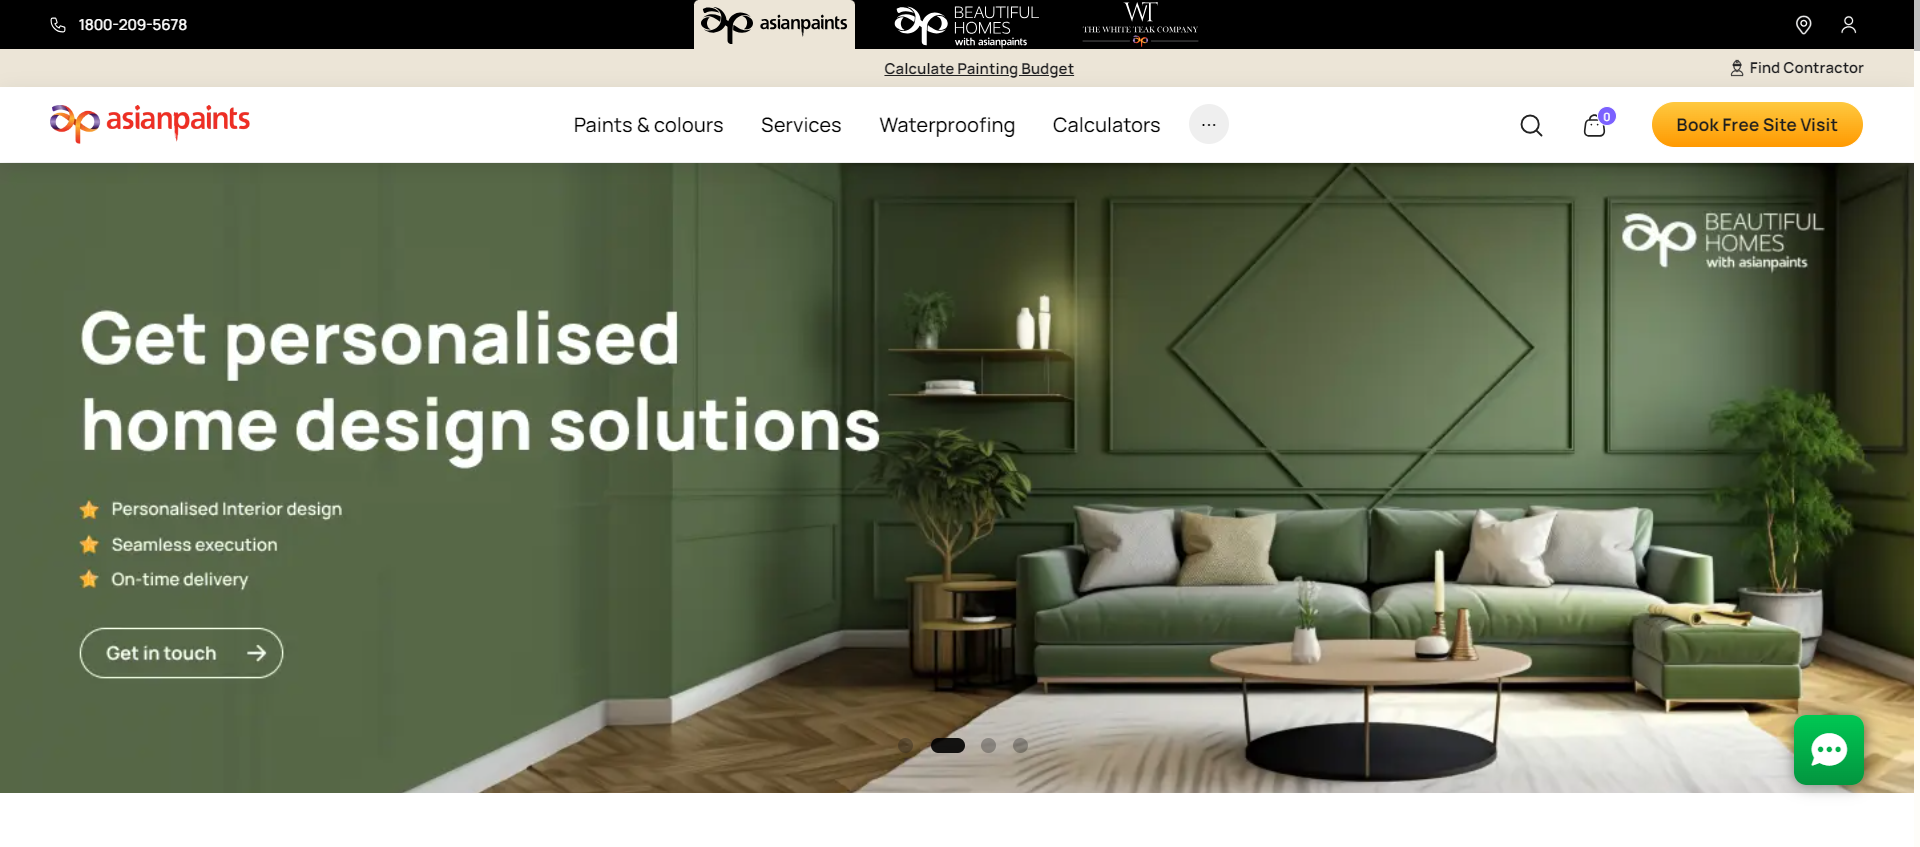 1800-209-5678
asianpaints
BEAUTIFUL
HOMES
with asianpaints
WT
THE WHITE TEAK COMPANY
Calculate Painting Budget
Find Contractor
asianpaints
Paints & colours
Services
Waterproofing
Calculators
...
0
Book Free Site Visit
BEAUTIFUL
HOMES
with asianpaints
Get personalised
home design solutions
Personalised Interior design
Seamless execution
On-time delivery
Get in touch